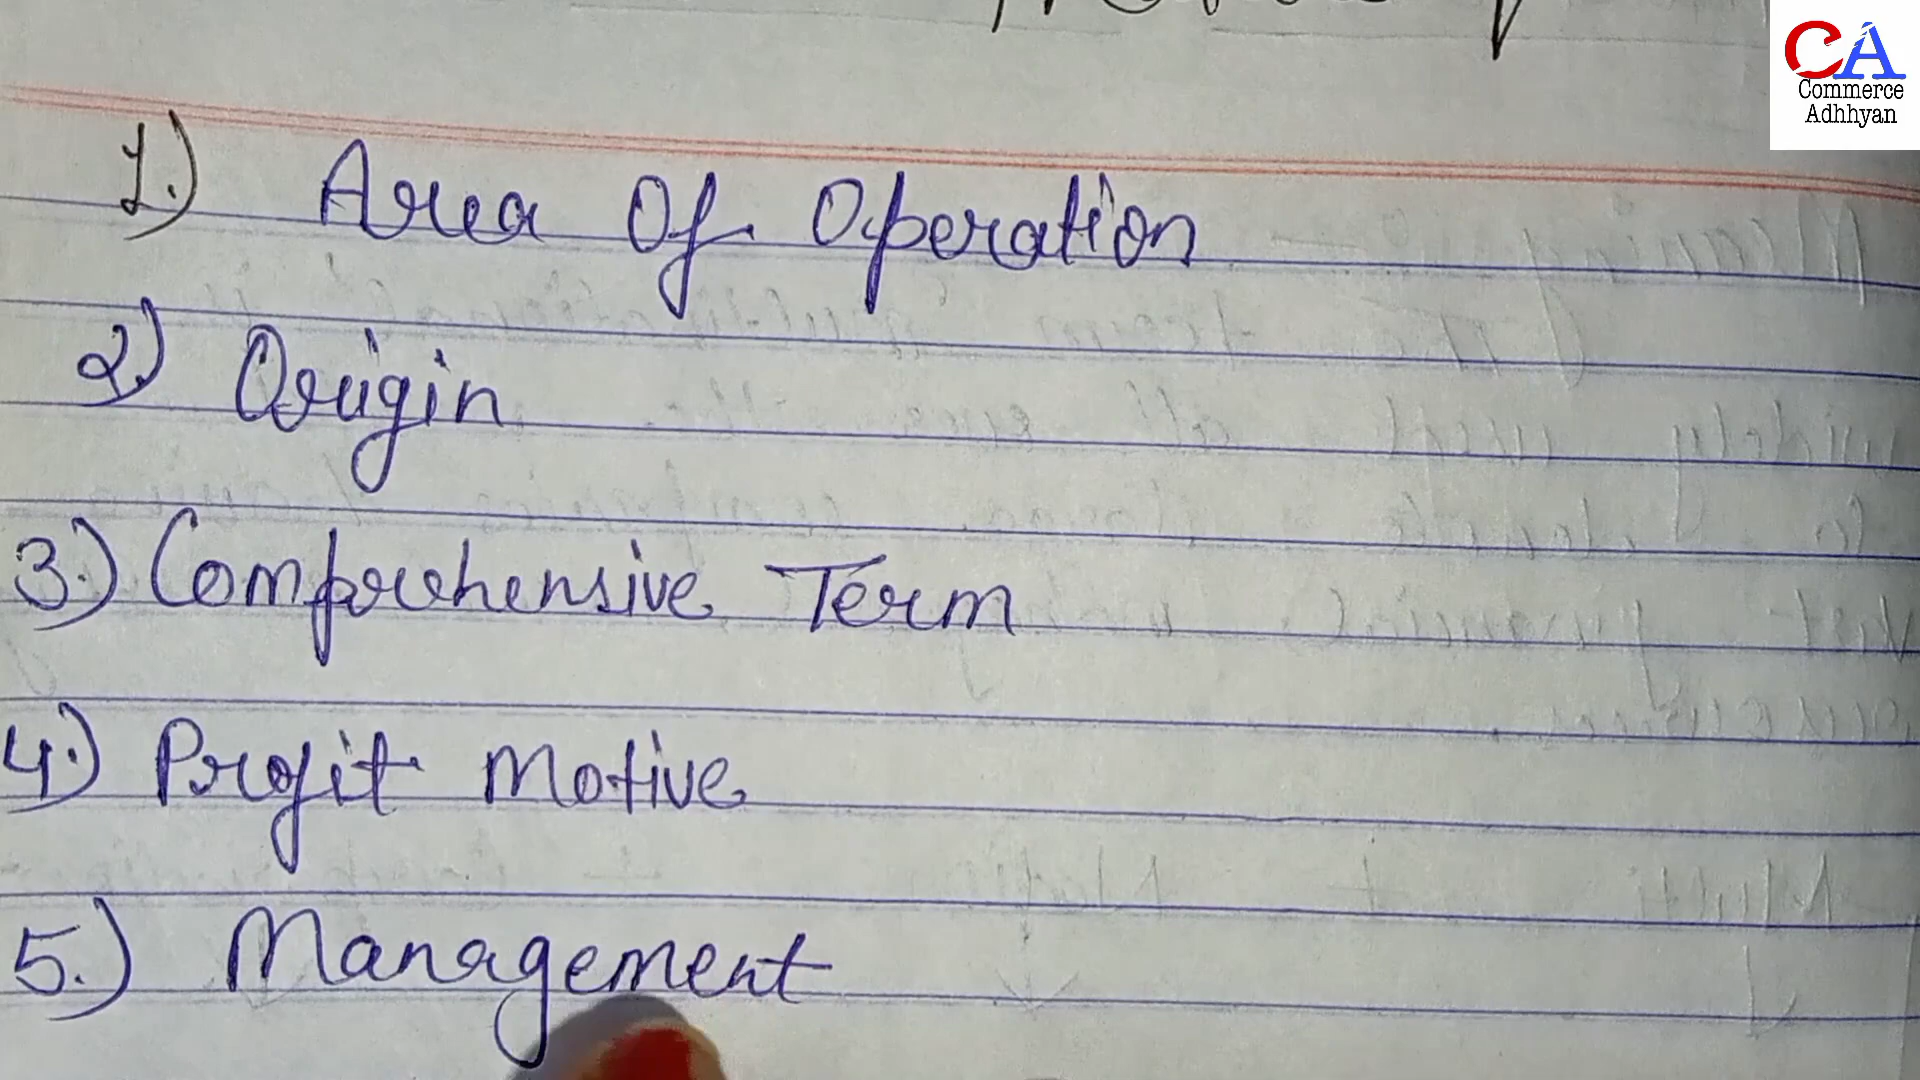 CA
Commerce
Adhhyan
1.) Area Of Operation
2.) Origin
3.) Comprehensive Term
4.) Profit Motive
5.) Management